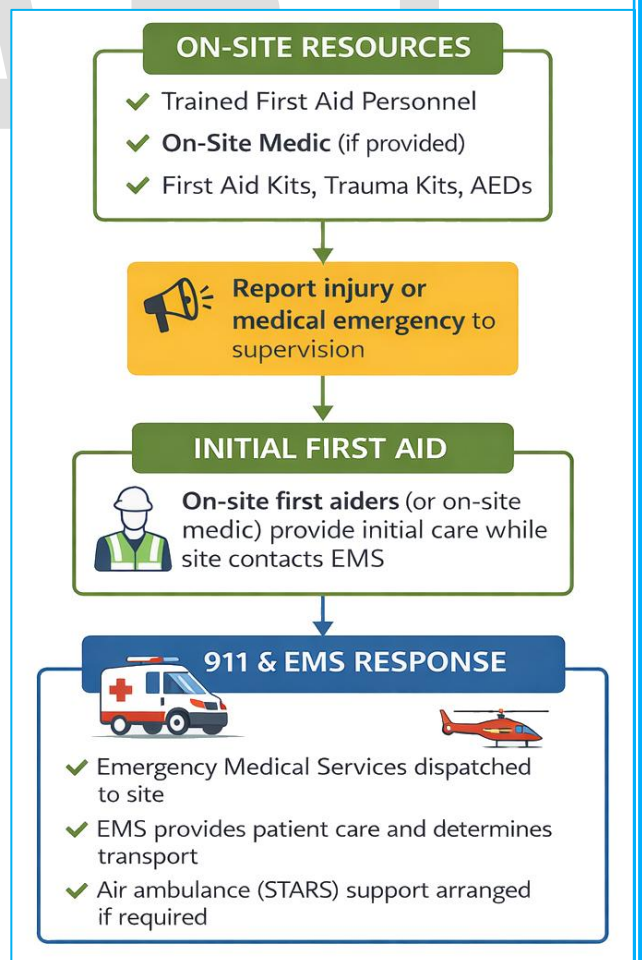 ON-SITE RESOURCES
Trained First Aid Personnel
On-Site Medic (if provided)
First Aid Kits, Trauma Kits, AEDs
Report injury or
medical emergency to
supervision
INITIAL FIRST AID
On-site first aiders (or on-site
medic) provide initial care while
site contacts EMS
911 & EMS RESPONSE
Emergency Medical Services dispatched
to site
EMS provides patient care and determines
transport
Air ambulance (STARS) support arranged
if required